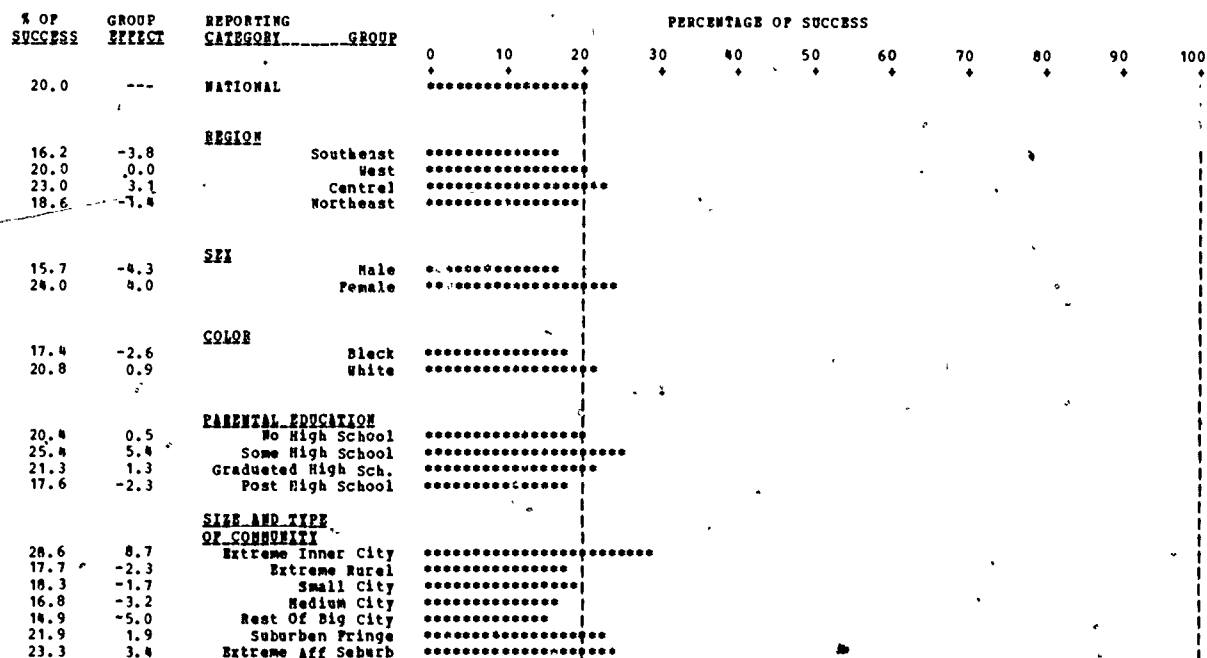 % OF GROUP REPORTING PERCENTAGE OF SUCCESS
SUCCESS EFFECT CATEGORY GROUP
0 10 20 30 40 50 60 70 80 90 100
20.0 --- NATIONAL
REGION
16.2 -3.8 Southeast
20.0 0.0 West
23.0 3.1 Central
18.6 -1.4 Northeast
SEX
15.7 -4.3 Male
24.0 4.0 Female
COLOR
17.4 -2.6 Black
20.8 0.9 White
PARENTAL EDUCATION
20.4 0.5 No High School
25.4 5.4 Some High School
21.3 1.3 Graduated High Sch.
17.6 -2.3 Post High School
SIZE AND TYPE
OF COMMUNITY
28.6 8.7 Extreme Inner City
17.7 -2.3 Extreme Rural
18.3 -1.7 Small City
16.8 -3.2 Medium City
14.9 -5.0 Rest Of Big City
21.9 1.9 Suburban Fringe
23.3 3.4 Extreme Aff Suburb